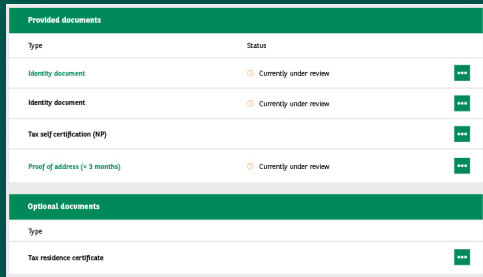 Provided documents
Type Status
Identity document Currently under review
Identity document Currently under review
Tax self certification (NP)
Proof of address (< 3 months) Currently under review
Optional documents
Type
Tax residence certificate